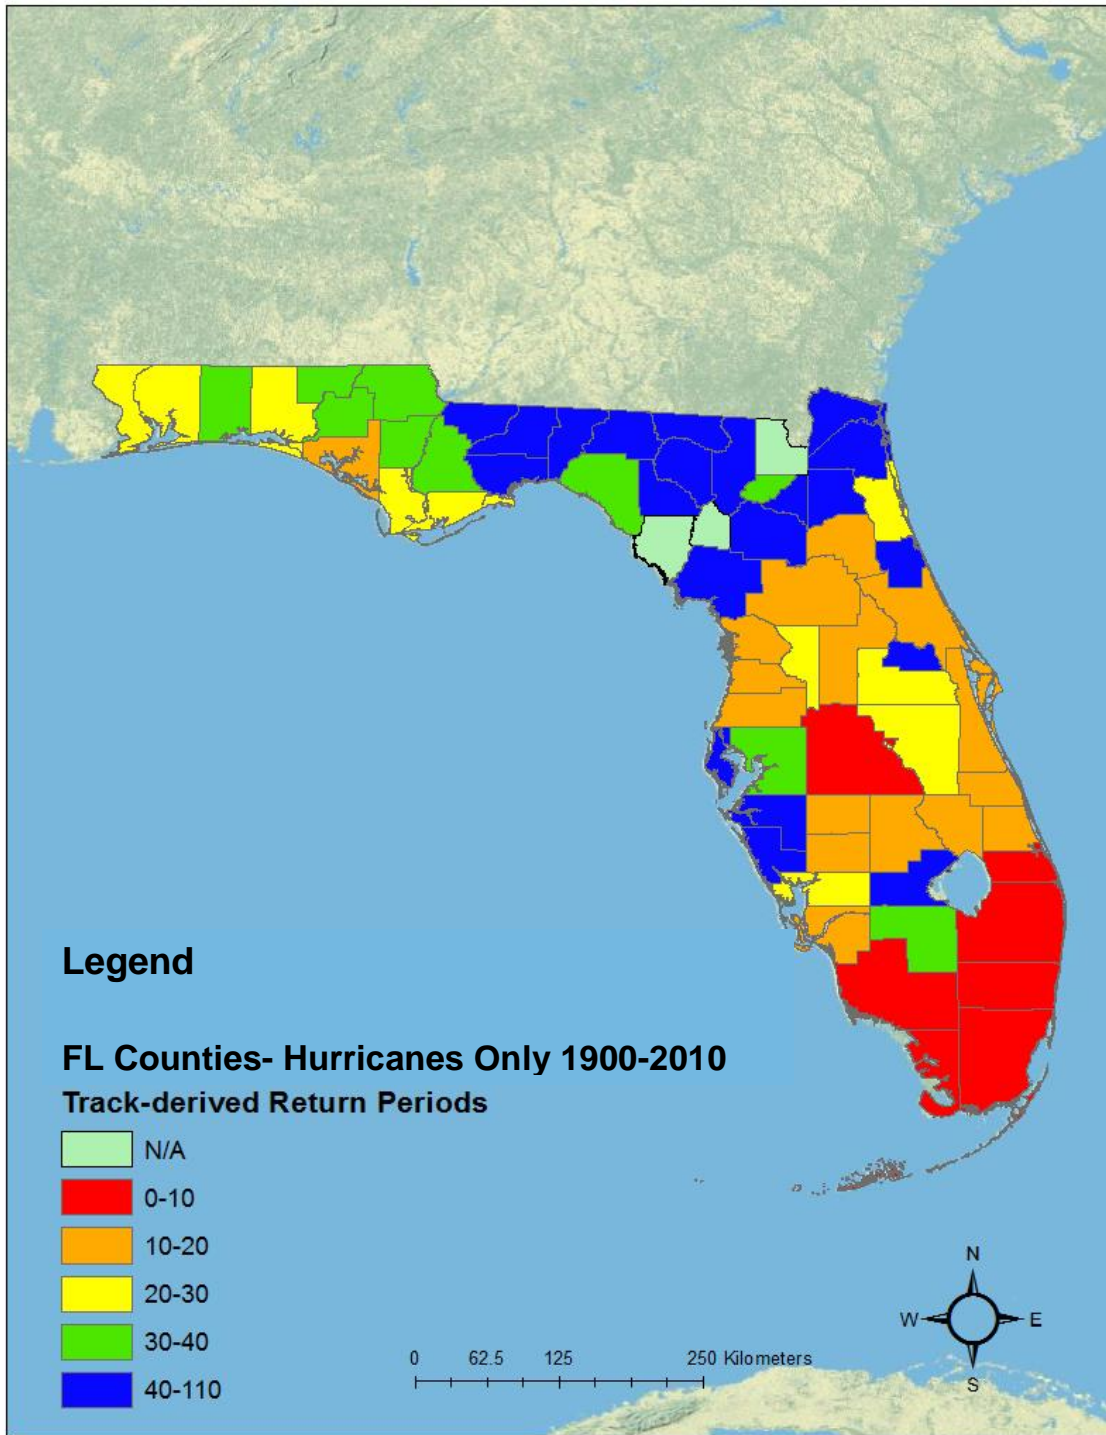 Legend
FL Counties- Hurricanes Only 1900-2010
Track-derived Return Periods
N/A
0-10
10-20
20-30
30-40
40-110
0 62.5 125 250 Kilometers
N
W E
S